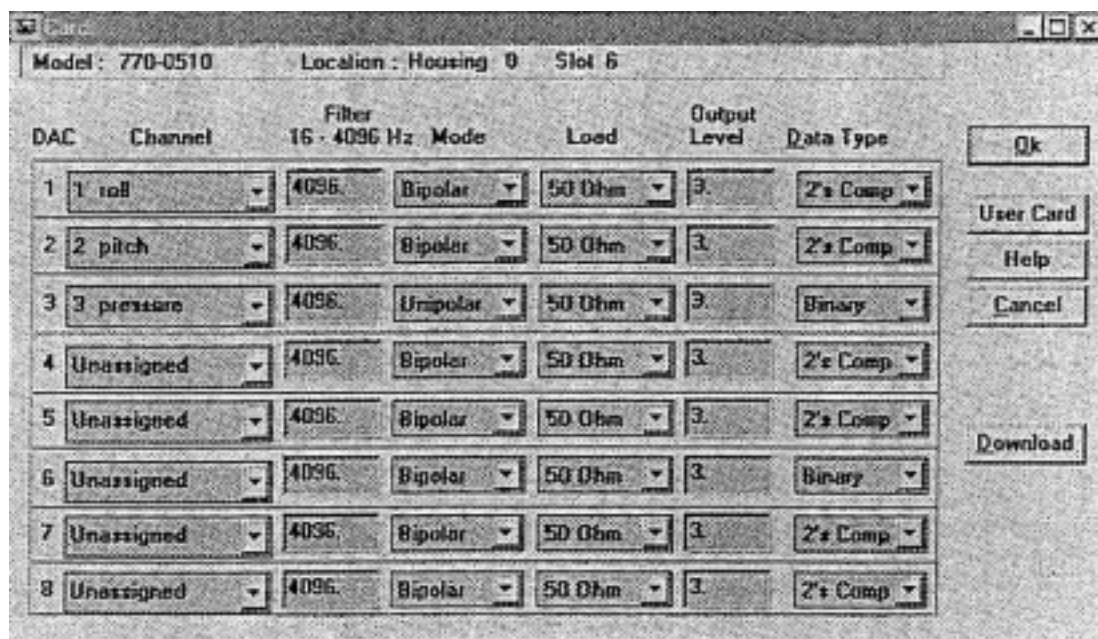 Card
Model : 770-0510 Location : Housing 0 Slot 6
Filter Output
DAC Channel 16 - 4096 Hz Mode Load Level Data Type
1 1 roll 4096. Bipolar 50 Ohm 3. 2's Comp
2 2 pitch 4096. Bipolar 50 Ohm 3. 2's Comp
3 3 pressure 4096. Unipolar 50 Ohm 3. Binary
4 Unassigned 4096. Bipolar 50 Ohm 3. 2's Comp
5 Unassigned 4096. Bipolar 50 Ohm 3. 2's Comp
6 Unassigned 4096. Bipolar 50 Ohm 3. Binary
7 Unassigned 4096. Bipolar 50 Ohm 3. 2's Comp
8 Unassigned 4096. Bipolar 50 Ohm 3. 2's Comp
Ok
User Card
Help
Cancel
Download